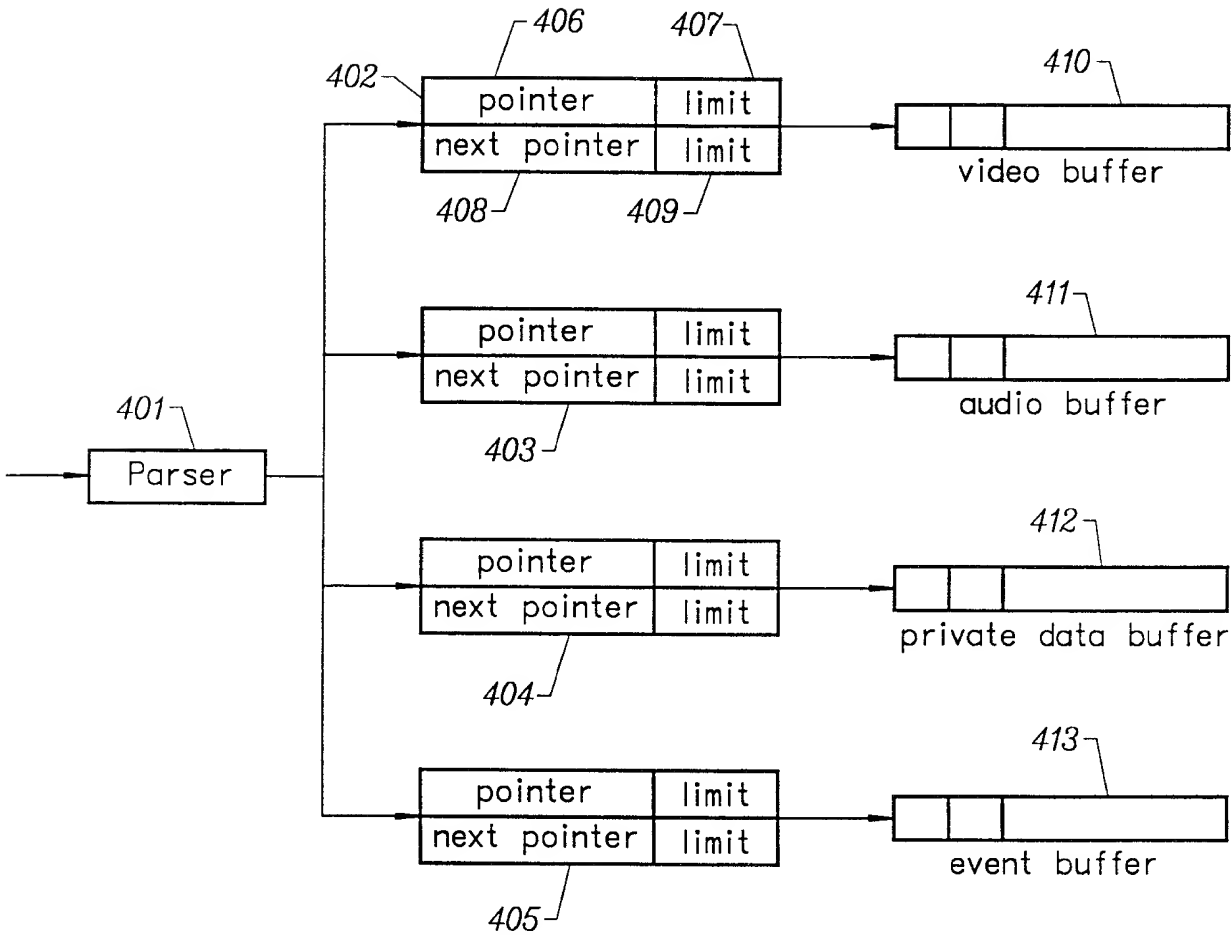 406
407
402
410
pointer limit
next pointer limit
video buffer
408
409
411
pointer limit
next pointer limit
audio buffer
401
403
Parser
412
pointer limit
next pointer limit
private data buffer
404
413
pointer limit
next pointer limit
event buffer
405